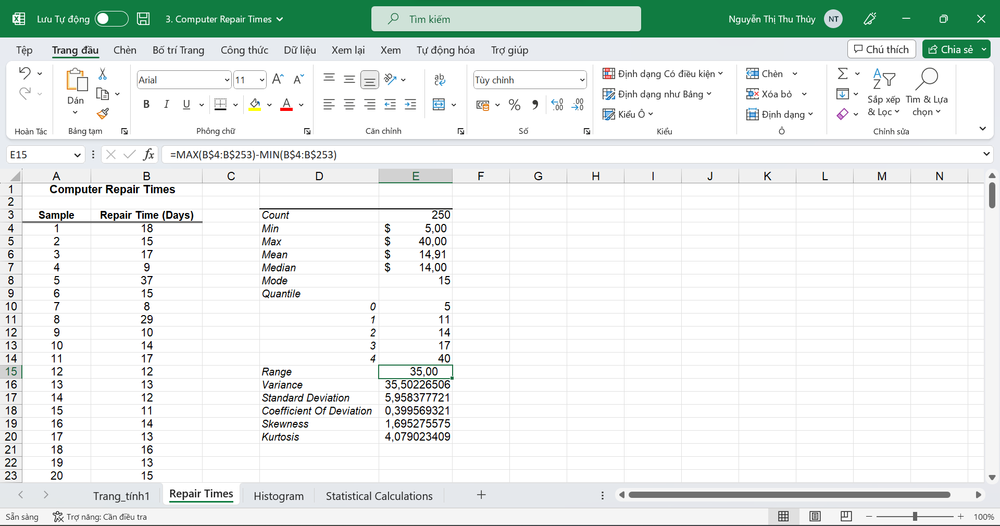 Lưu Tự động
3. Computer Repair Times
Tìm kiếm
Nguyễn Thị Thu Thủy NT
Tệp Trang đầu Chèn Bố trí Trang Công thức Dữ liệu Xem lại Xem Tự động hóa Trợ giúp
Chú thích Chia sẻ
Hoàn Tác
Dán
Bảng tạm
Arial 11
B I U A
Phông chữ
ab
Căn chỉnh
Tùy chỉnh
% ,00
Số
Định dạng Có điều kiện
Định dạng như Bảng
Kiểu Ô
Kiểu
Chèn
Xóa bỏ
Định dạng
Ô
Sắp xếp & Lọc
Tìm & Lựa chọn
Chỉnh sửa
E15 fx =MAX(B$4:B$253)-MIN(B$4:B$253)
A B C D E F G H I J K L M N
1 Computer Repair Times
2
3 Sample Repair Time (Days) Count 250
4 1 18 Min $ 5,00
5 2 15 Max $ 40,00
6 3 17 Mean $ 14,91
7 4 9 Median $ 14,00
8 5 37 Mode 15
9 6 15 Quantile
10 7 8 0 5
11 8 29 1 11
12 9 10 2 14
13 10 14 3 17
14 11 17 4 40
15 12 12 Range 35,00
16 13 13 Variance 35,50226506
17 14 12 Standard Deviation 5,958377721
18 15 11 Coefficient Of Deviation 0,399569321
19 16 14 Skewness 1,695275575
20 17 13 Kurtosis 4,079023409
21 18 16
22 19 13
23 20 15
Trang_tính1 Repair Times Histogram Statistical Calculations
Sẵn sàng Trợ năng: Cần điều tra 100%